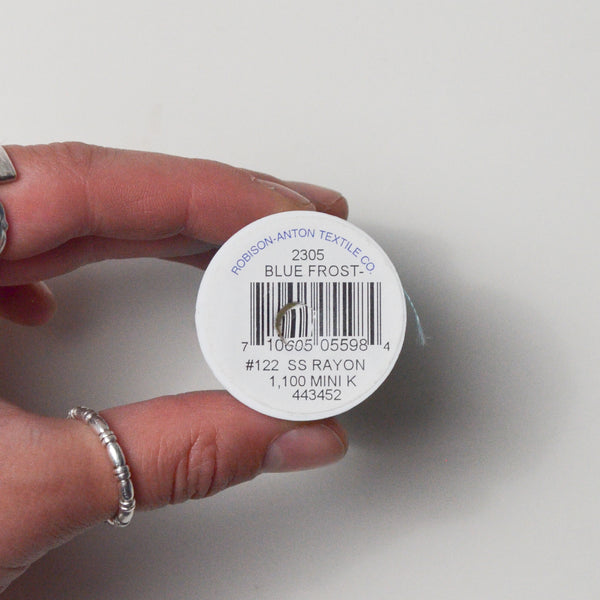 ROBISON-ANTON TEXTILE CO.
2305
BLUE FROST-
7 10605 05598 4
#122 SS RAYON
1,100 MINI K
443452